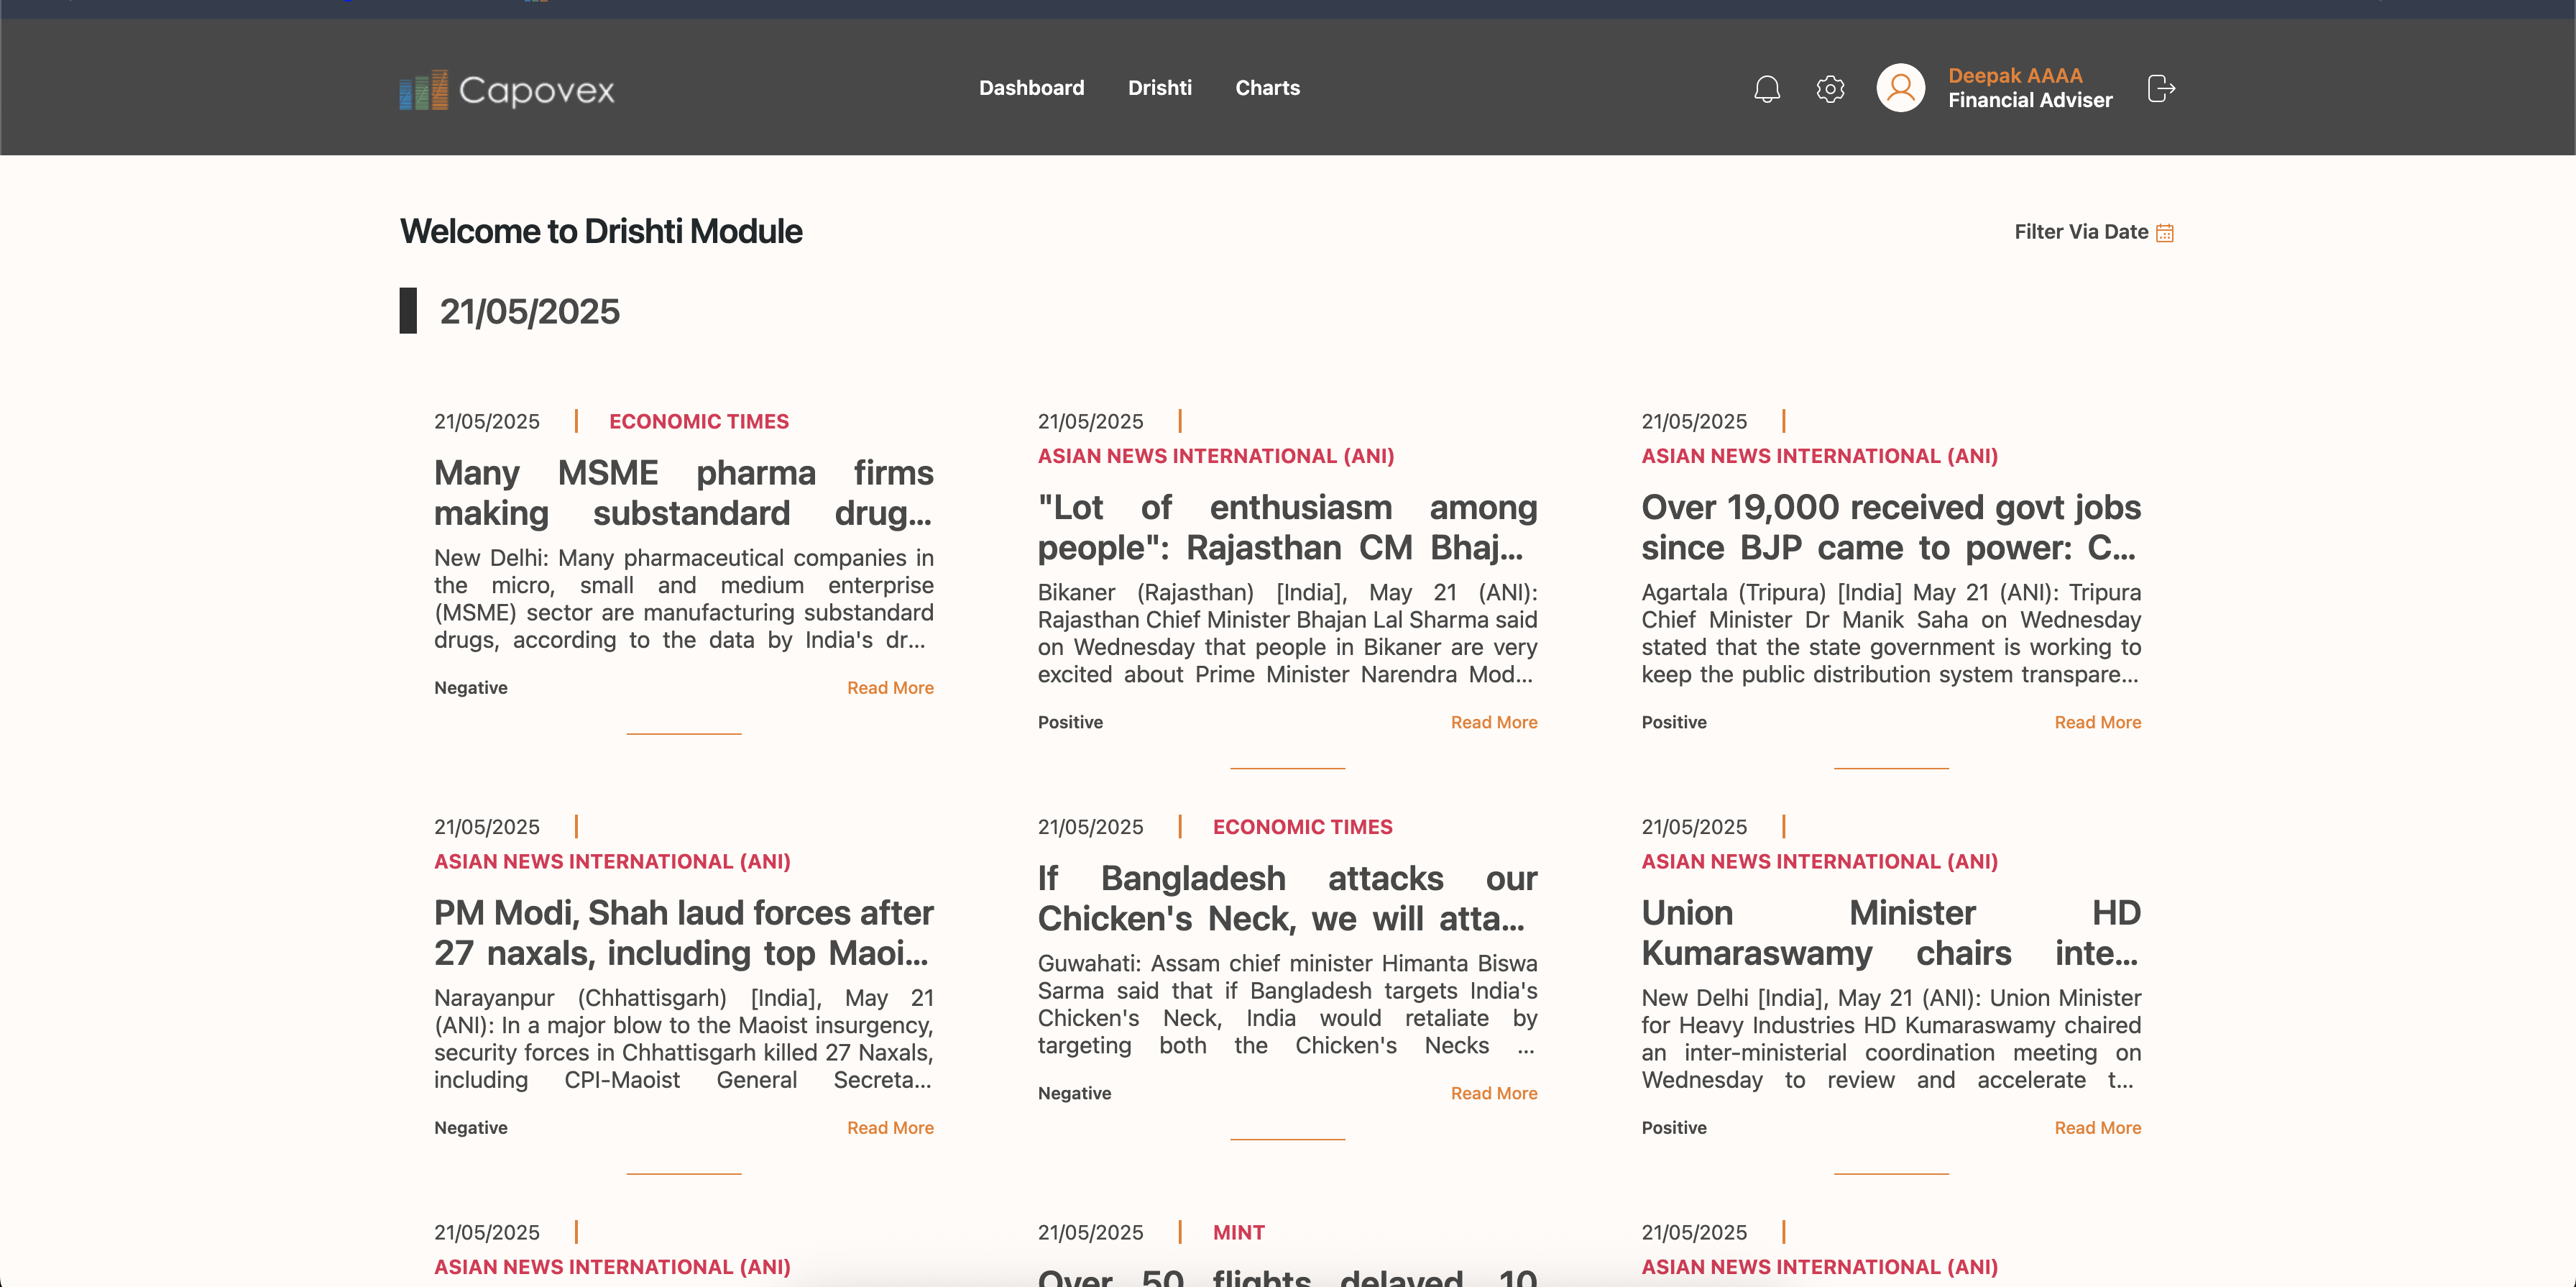 Capovex
Dashboard
Drishti
Charts
Deepak AAAA
Financial Adviser
Welcome to Drishti Module
Filter Via Date
21/05/2025
21/05/2025
ECONOMIC TIMES
Many MSME pharma firms
making substandard drug...
New Delhi: Many pharmaceutical companies in
the micro, small and medium enterprise
(MSME) sector are manufacturing substandard
drugs, according to the data by India's dr...
Negative
Read More
21/05/2025
ASIAN NEWS INTERNATIONAL (ANI)
"Lot of enthusiasm among
people": Rajasthan CM Bhaj...
Bikaner (Rajasthan) [India], May 21 (ANI):
Rajasthan Chief Minister Bhajan Lal Sharma said
on Wednesday that people in Bikaner are very
excited about Prime Minister Narendra Mod...
Positive
Read More
21/05/2025
ASIAN NEWS INTERNATIONAL (ANI)
Over 19,000 received govt jobs
since BJP came to power: C...
Agartala (Tripura) [India] May 21 (ANI): Tripura
Chief Minister Dr Manik Saha on Wednesday
stated that the state government is working to
keep the public distribution system transpare...
Positive
Read More
21/05/2025
ASIAN NEWS INTERNATIONAL (ANI)
PM Modi, Shah laud forces after
27 naxals, including top Maoi...
Narayanpur (Chhattisgarh) [India], May 21
(ANI): In a major blow to the Maoist insurgency,
security forces in Chhattisgarh killed 27 Naxals,
including CPI-Maoist General Secreta...
Negative
Read More
21/05/2025
ECONOMIC TIMES
If Bangladesh attacks our
Chicken's Neck, we will atta...
Guwahati: Assam chief minister Himanta Biswa
Sarma said that if Bangladesh targets India's
Chicken's Neck, India would retaliate by
targeting both the Chicken's Necks ...
Negative
Read More
21/05/2025
ASIAN NEWS INTERNATIONAL (ANI)
Union Minister HD
Kumaraswamy chairs inte...
New Delhi [India], May 21 (ANI): Union Minister
for Heavy Industries HD Kumaraswamy chaired
an inter-ministerial coordination meeting on
Wednesday to review and accelerate t...
Positive
Read More
21/05/2025
ASIAN NEWS INTERNATIONAL (ANI)
21/05/2025
MINT
Over 50 flights delayed, 10
21/05/2025
ASIAN NEWS INTERNATIONAL (ANI)